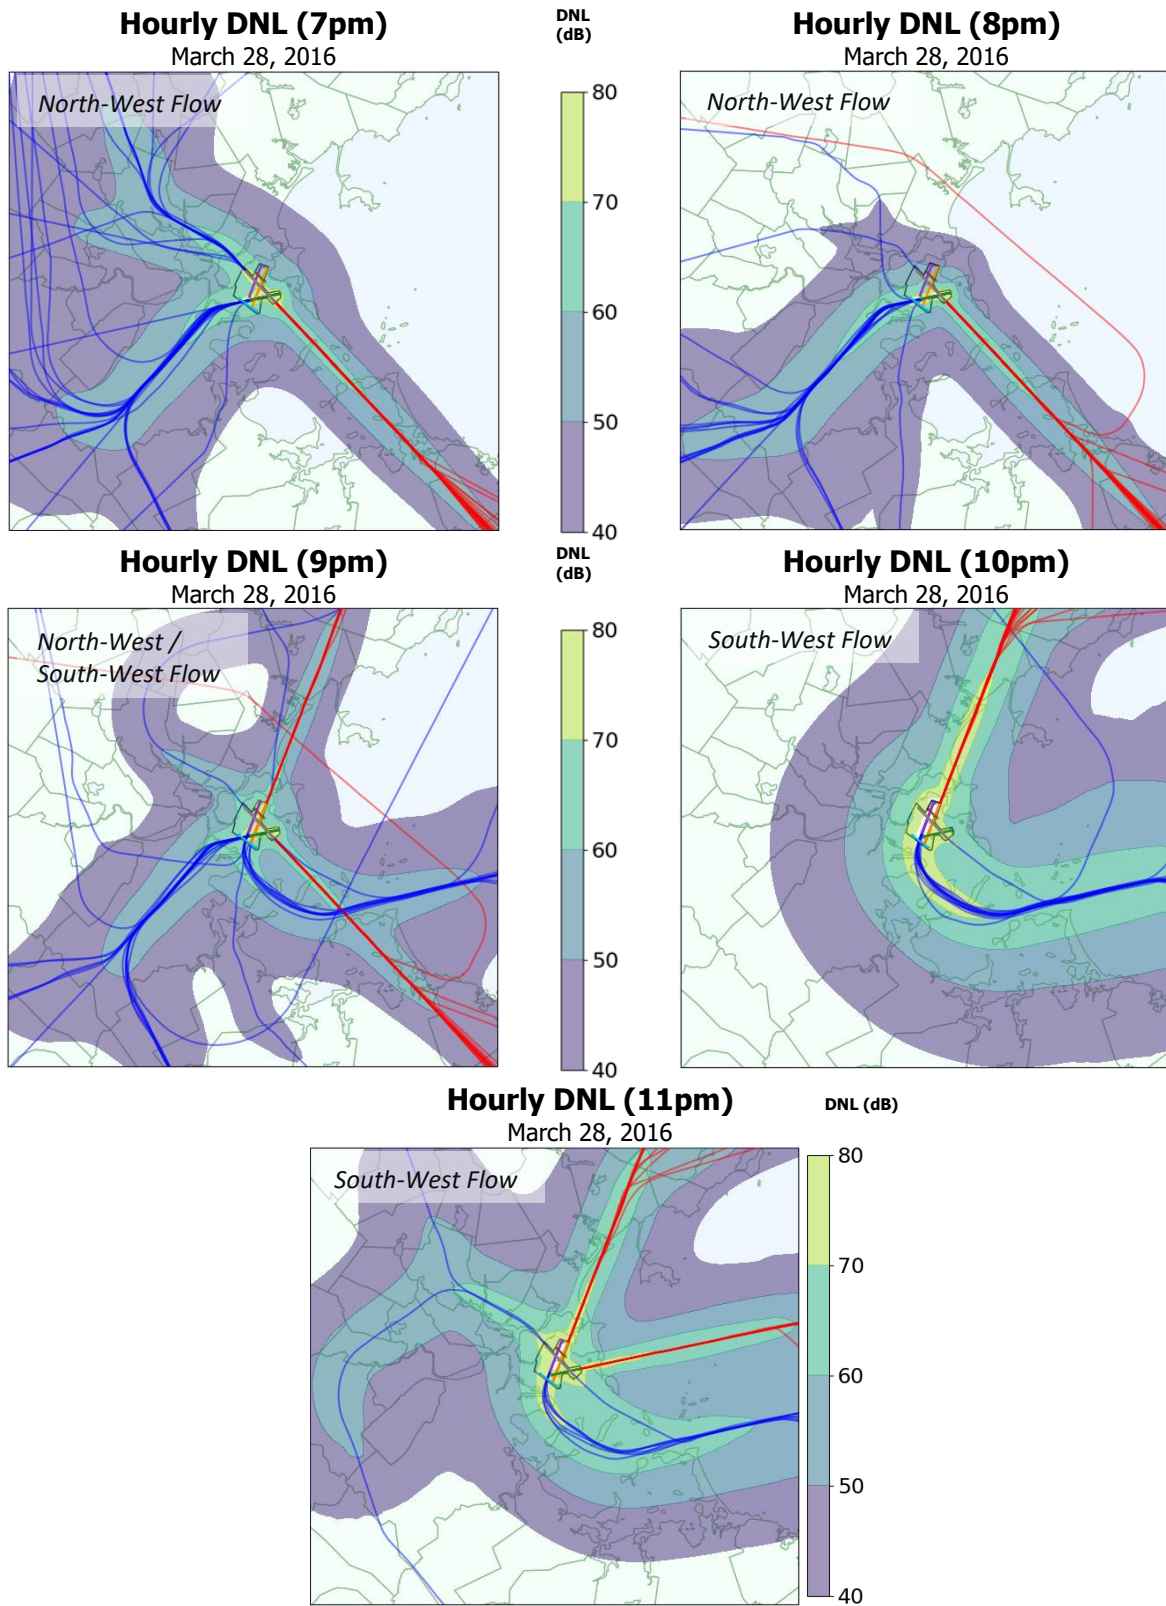 Hourly DNL (7pm)
March 28, 2016
North-West Flow
DNL
(dB)
80
70
60
50
40
Hourly DNL (8pm)
March 28, 2016
North-West Flow
Hourly DNL (9pm)
March 28, 2016
North-West /
South-West Flow
DNL
(dB)
80
70
60
50
40
Hourly DNL (10pm)
March 28, 2016
South-West Flow
Hourly DNL (11pm)
March 28, 2016
South-West Flow
DNL (dB)
80
70
60
50
40